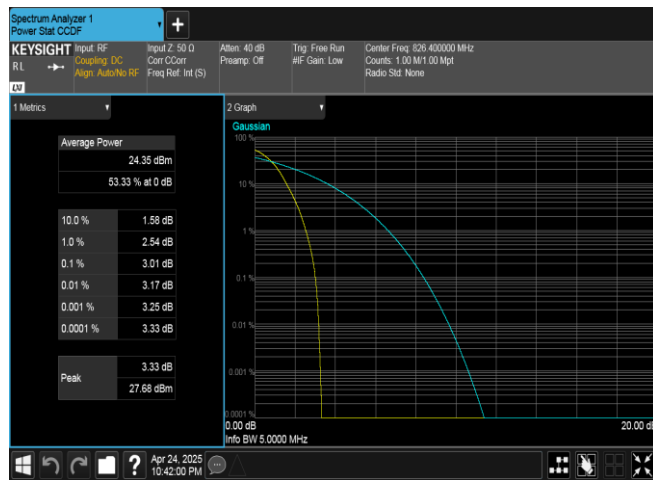 Spectrum Analyzer 1
Power Stat CCDF
+
KEYSIGHT
RL
LXI
Input: RF
Coupling: DC
Align: Auto/No RF
Input Z: 50 Ω
Corr CCorr
Freq Ref: Int (S)
Atten: 40 dB
Preamp: Off
Trig: Free Run
#IF Gain: Low
Center Freq: 826.400000 MHz
Counts: 1.00 M/1.00 Mpt
Radio Std: None
1 Metrics
Average Power
24.35 dBm
53.33 % at 0 dB
10.0 % 1.58 dB
1.0 % 2.54 dB
0.1 % 3.01 dB
0.01 % 3.17 dB
0.001 % 3.25 dB
0.0001 % 3.33 dB
Peak
3.33 dB
27.68 dBm
2 Graph
Gaussian
100 %
10 %
1 %
0.1 %
0.01 %
0.001 %
0.0001 %
0.00 dB
20.00 dB
Info BW 5.0000 MHz
?
Apr 24, 2025
10:42:00 PM